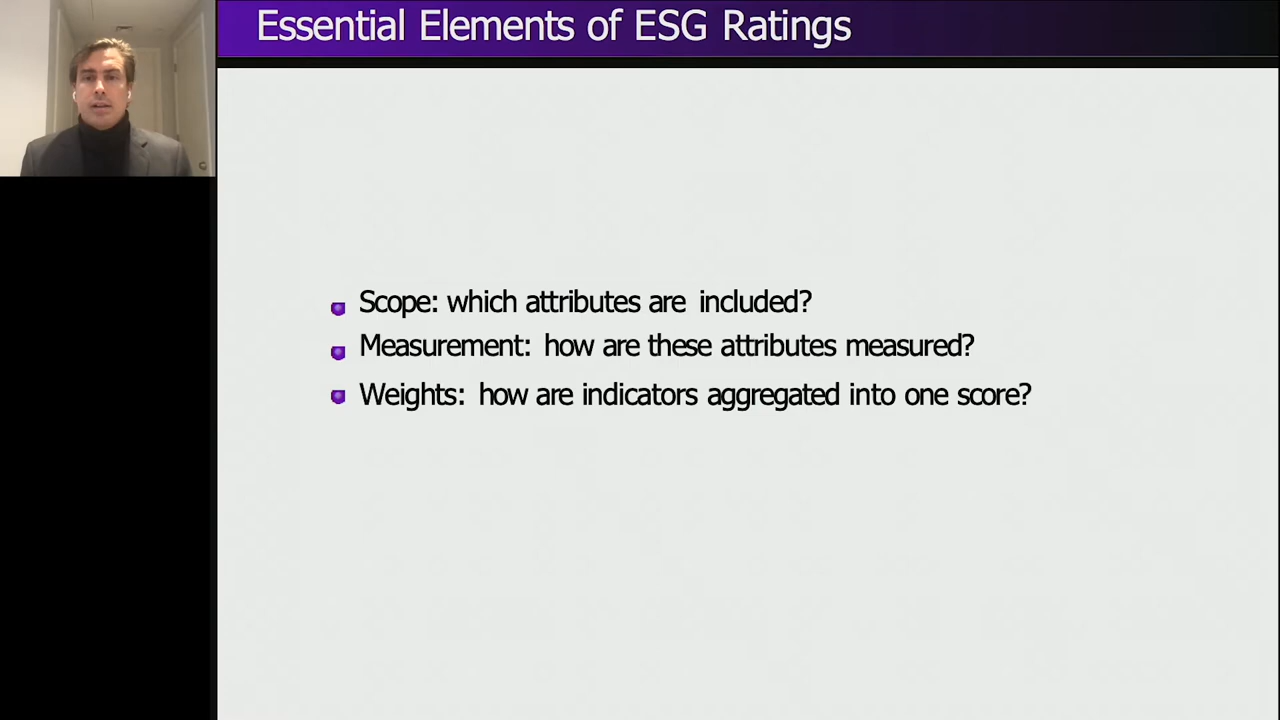 Essential Elements of ESG Ratings
Scope: which attributes are included?
Measurement: how are these attributes measured?
Weights: how are indicators aggregated into one score?